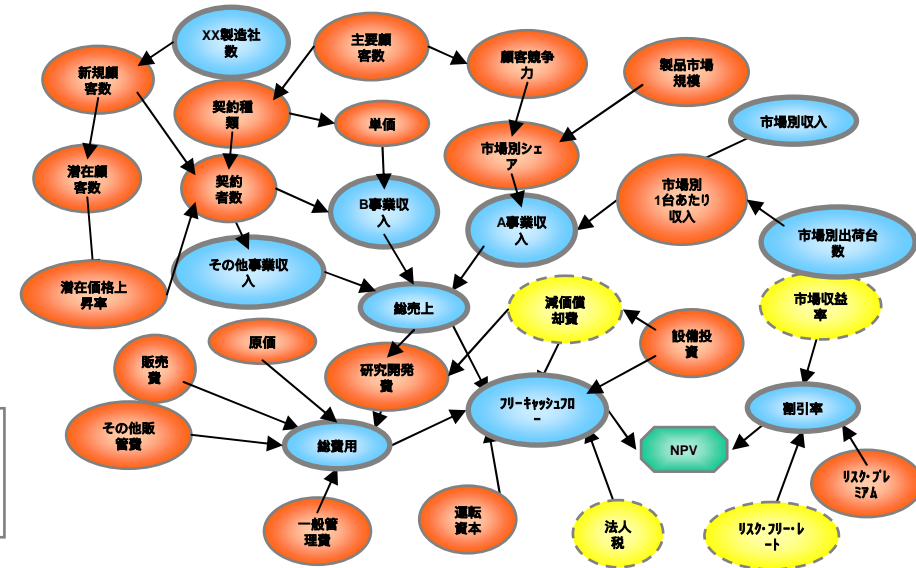 XX製造社
数
主要顧
客数
新規顧
客数
顧客競争
力
製品市場
規模
契約種
類
単価
市場別収入
市場別シェ
ア
潜在顧
客数
契約
者数
市場別
1台あたり
収入
B事業収
入
A事業収
入
市場別出荷台
数
その他事業収
入
潜在価格上
昇率
総売上
減価償
却費
市場収益
率
原価
設備投
資
販売
費
研究開発
費
フリーキャッシュフロ
ー
割引率
その他販
管費
総費用
NPV
リスク・プレ
ミアム
一般管
理費
運転
資本
法人
税
リスク・フリー・レ
ート